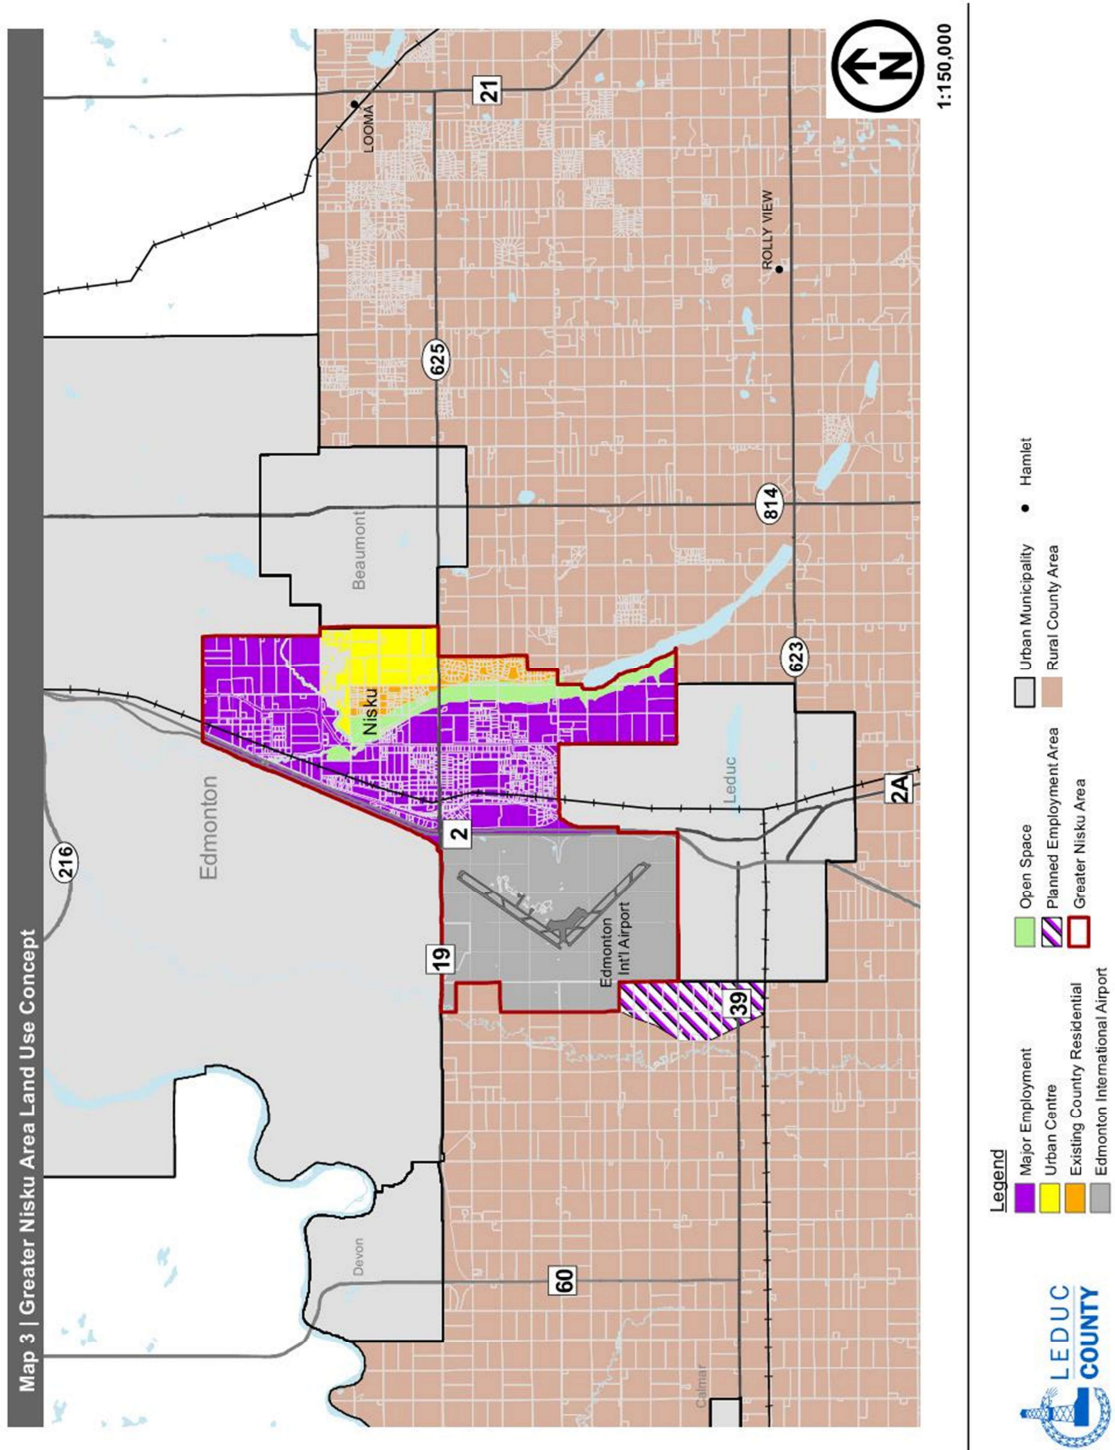 Map 3 | Greater Nisku Area Land Use Concept
216
Edmonton
Devon
60
Calmar
19
2
Edmonton
Int'l Airport
39
Nisku
Beaumont
Leduc
2A
625
21
LOOMA
ROLLY VIEW
814
623
N
1:150,000
Legend
Major Employment
Urban Centre
Existing Country Residential
Edmonton International Airport
Open Space
Planned Employment Area
Greater Nisku Area
Urban Municipality
Rural County Area
Hamlet
LEDUC
COUNTY